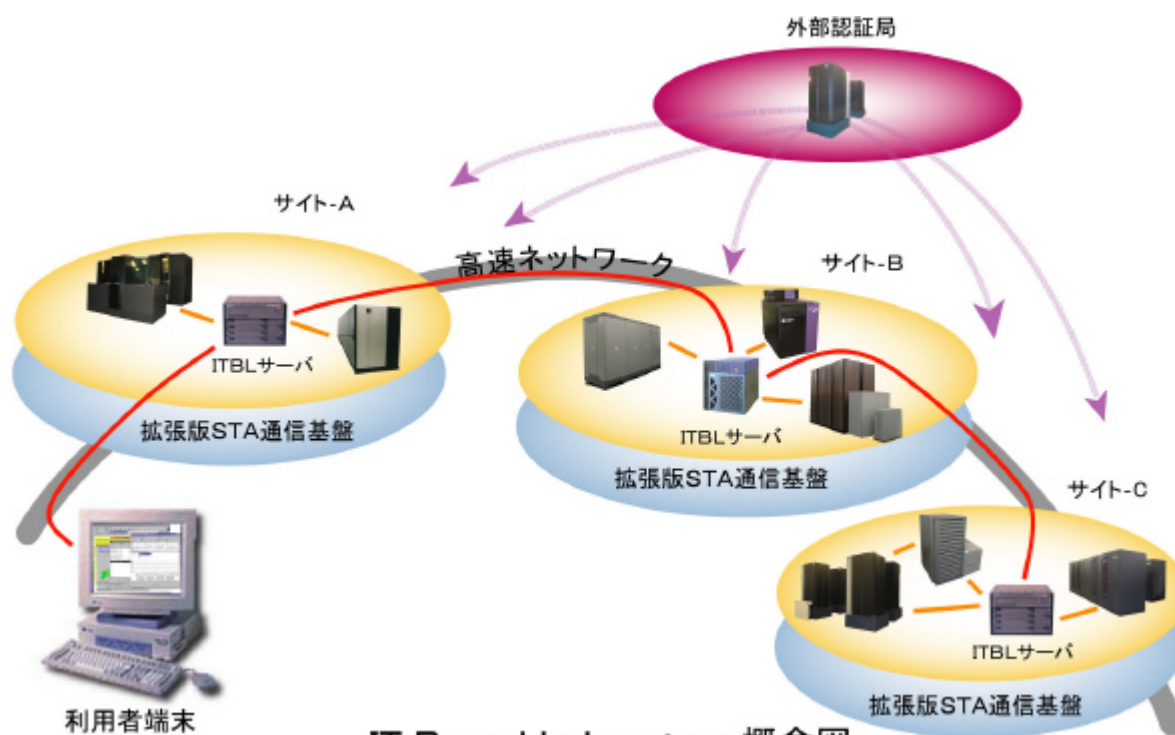 外部認証局
サイト-A
高速ネットワーク
サイト-B
ITBLサーバ
拡張版STA通信基盤
ITBLサーバ
拡張版STA通信基盤
サイト-C
ITBLサーバ
拡張版STA通信基盤
利用者端末